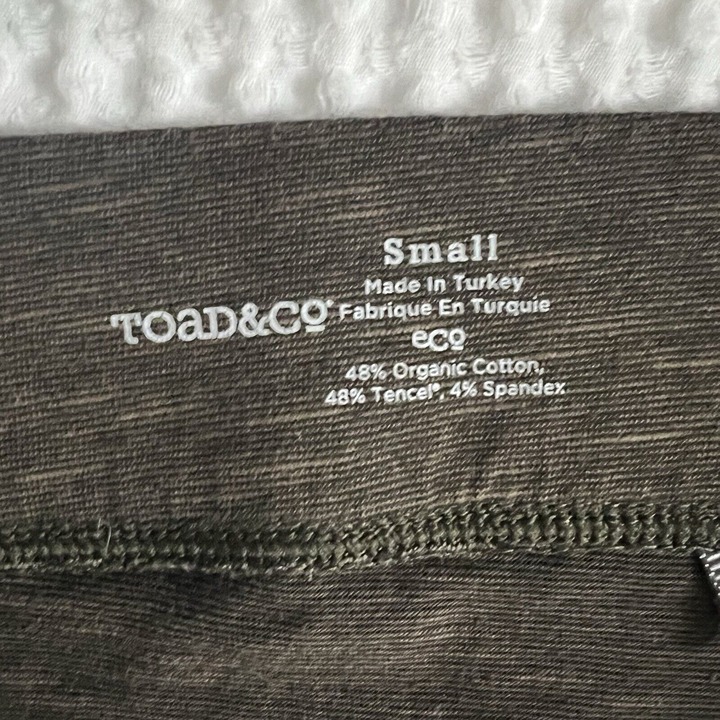 Small
Made In Turkey
TOAD&CO® Fabrique En Turquie
eco
48% Organic Cotton,
48% Tencel®, 4% Spandex